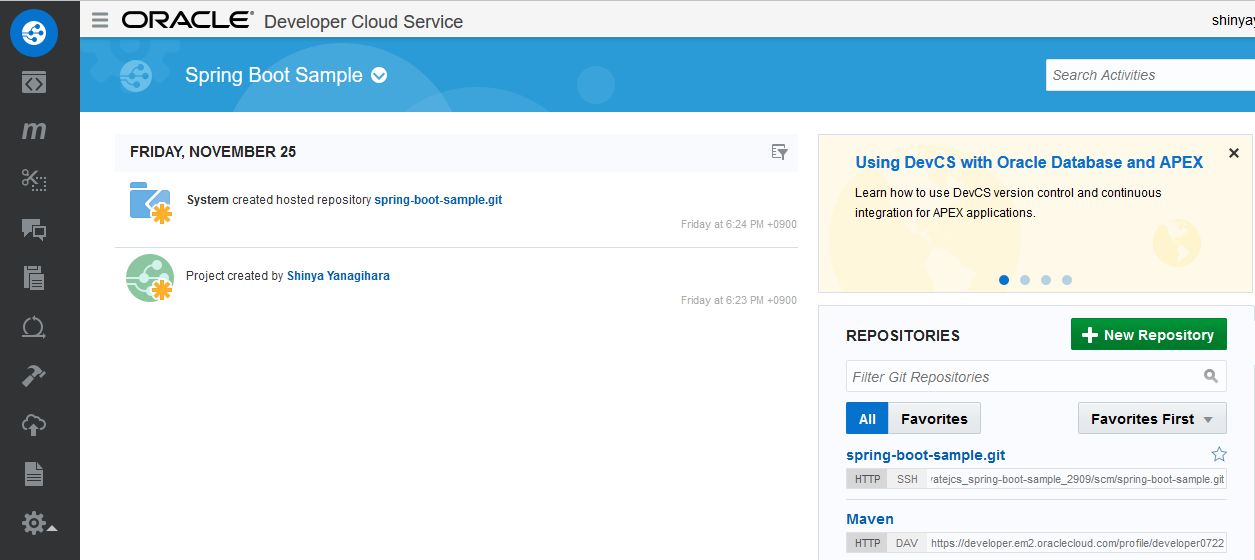 ORACLE® Developer Cloud Service
shinyay
Spring Boot Sample
Search Activities
m
FRIDAY, NOVEMBER 25
System created hosted repository spring-boot-sample.git
Friday at 6:24 PM +0900
Project created by Shinya Yanagihara
Friday at 6:23 PM +0900
Using DevCS with Oracle Database and APEX
Learn how to use DevCS version control and continuous
integration for APEX applications.
REPOSITORIES
New Repository
Filter Git Repositories
All Favorites
Favorites First
spring-boot-sample.git
HTTP SSH vatejcs_spring-boot-sample_2909/scm/spring-boot-sample.git
Maven
HTTP DAV https://developer.em2.oraclecloud.com/profile/developer0722